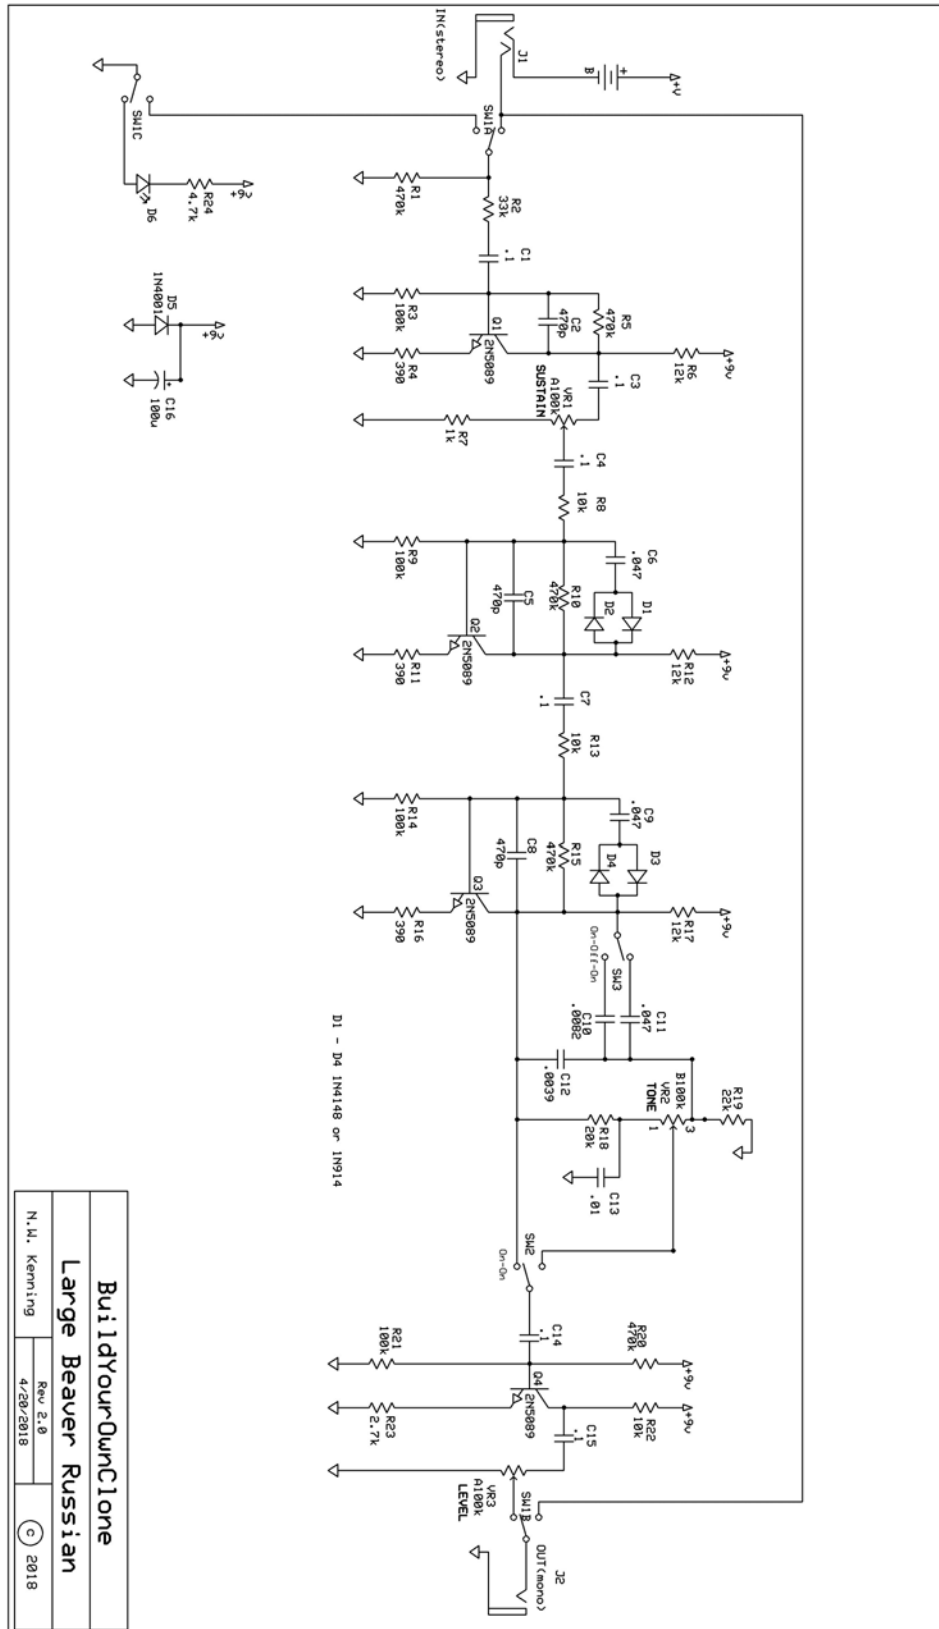 IN(stereo)
J1
B
+
+V
SW1A
SW1C
R24
4.7k
D6
+9v
D5
1N4001
+9v
+
C16
100u
R1
470k
R2
33k
C1
.1
R3
100k
Q1
2N5089
R4
390
C2
470p
R5
470k
R6
12k
+9v
C3
.1
VR1
A100k
SUSTAIN
R7
1k
C4
.1
R8
10k
R9
100k
C5
470p
R10
470k
C6
.047
D1
D2
Q2
2N5089
R11
390
R12
12k
+9v
C7
.1
R13
10k
R14
100k
C8
470p
R15
470k
C9
.047
D3
D4
Q3
2N5089
R16
390
R17
12k
+9v
SW3
On-Off-On
C11
.047
C10
.0082
C12
.0039
B100k
VR2
TONE
3
1
R19
22k
R18
20k
C13
.01
SW2
On-On
C14
.1
R20
470k
+9v
R21
100k
Q4
2N5089
R22
10k
+9v
R23
2.7k
C15
.1
VR3
A100k
LEVEL
SW1B
J2
OUT(mono)
D1 - D4 1N4148 or 1N914
BuildYourOwnClone
Large Beaver Russian
N.W. Kenning
Rev 2.0
4/20/2018
c 2018